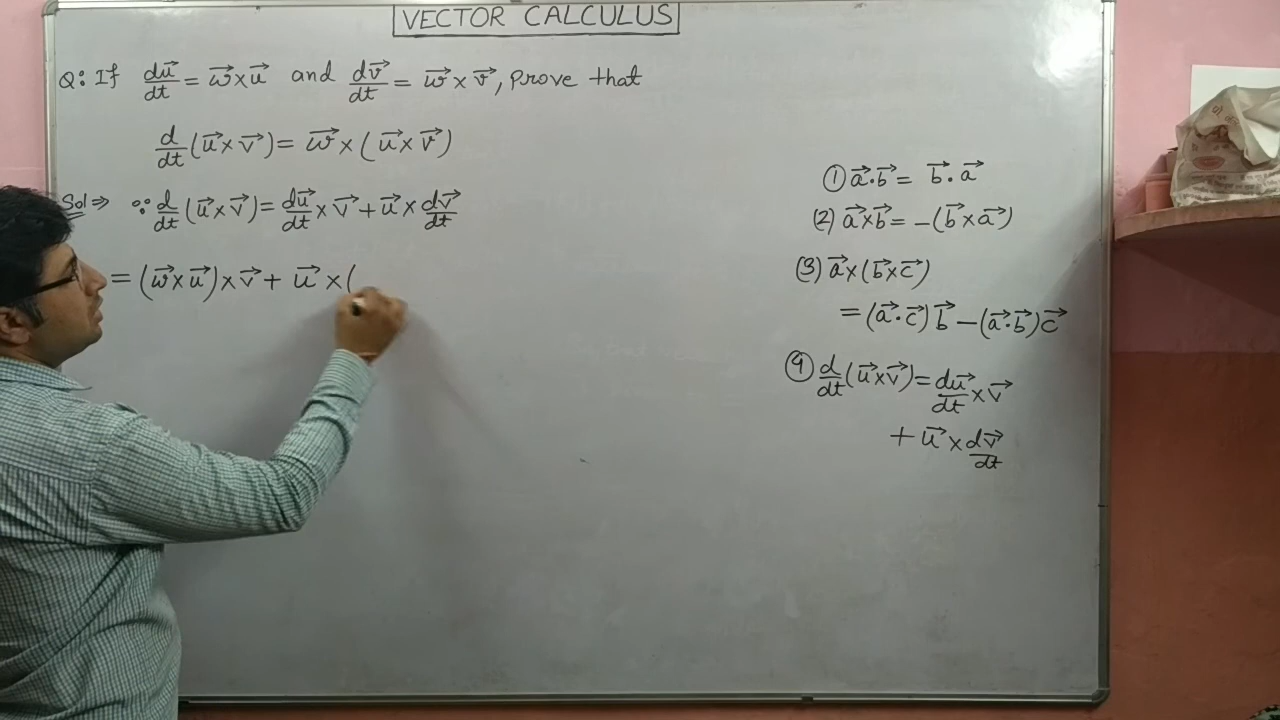 VECTOR CALCULUS
Q: If du⃗/dt = w⃗×u⃗ and dv⃗/dt = w⃗×v⃗, prove that
d/dt(u⃗×v⃗) = w⃗×(u⃗×v⃗)
Sol ⇒ ∵ d/dt(u⃗×v⃗) = du⃗/dt×v⃗+u⃗×dv⃗/dt
= (w⃗×u⃗)×v⃗+ u⃗×(
① a⃗.b⃗ = b⃗.a⃗
(2) a⃗×b⃗ = -(b⃗×a⃗)
(3) a⃗×(b⃗×c⃗)
= (a⃗.c⃗)b⃗-(a⃗.b⃗)c⃗
④ d/dt(u⃗×v⃗) = du⃗/dt×v⃗
+ u⃗×dv⃗/dt